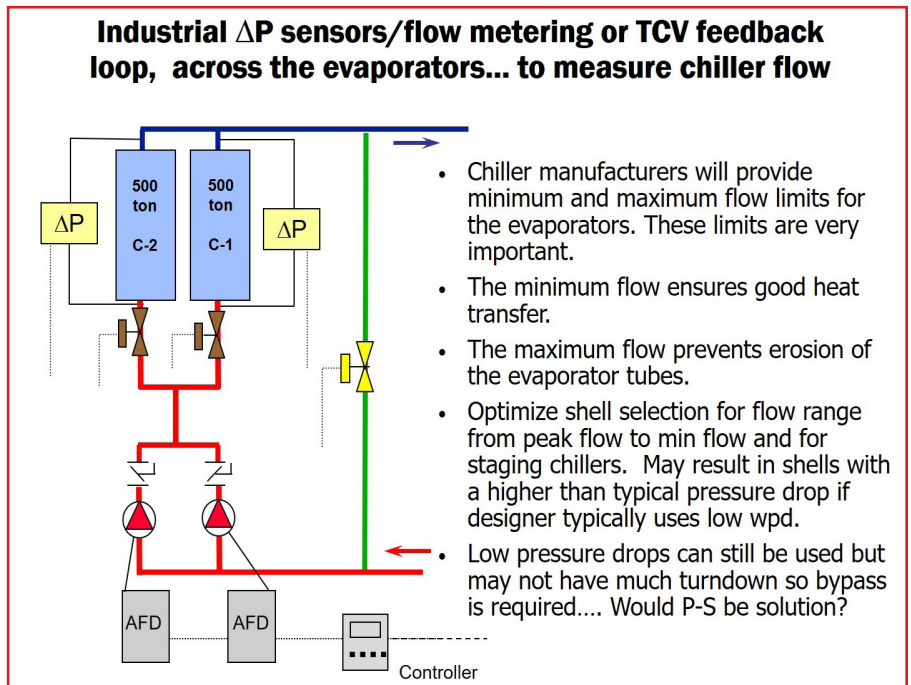 Industrial ΔP sensors/flow metering or TCV feedback
loop, across the evaporators... to measure chiller flow
500
ton
C-2
500
ton
C-1
ΔP
ΔP
• Chiller manufacturers will provide
minimum and maximum flow limits for
the evaporators. These limits are very
important.
• The minimum flow ensures good heat
transfer.
• The maximum flow prevents erosion of
the evaporator tubes.
• Optimize shell selection for flow range
from peak flow to min flow and for
staging chillers. May result in shells with
a higher than typical pressure drop if
designer typically uses low wpd.
• Low pressure drops can still be used but
may not have much turndown so bypass
is required.... Would P-S be solution?
AFD
AFD
Controller